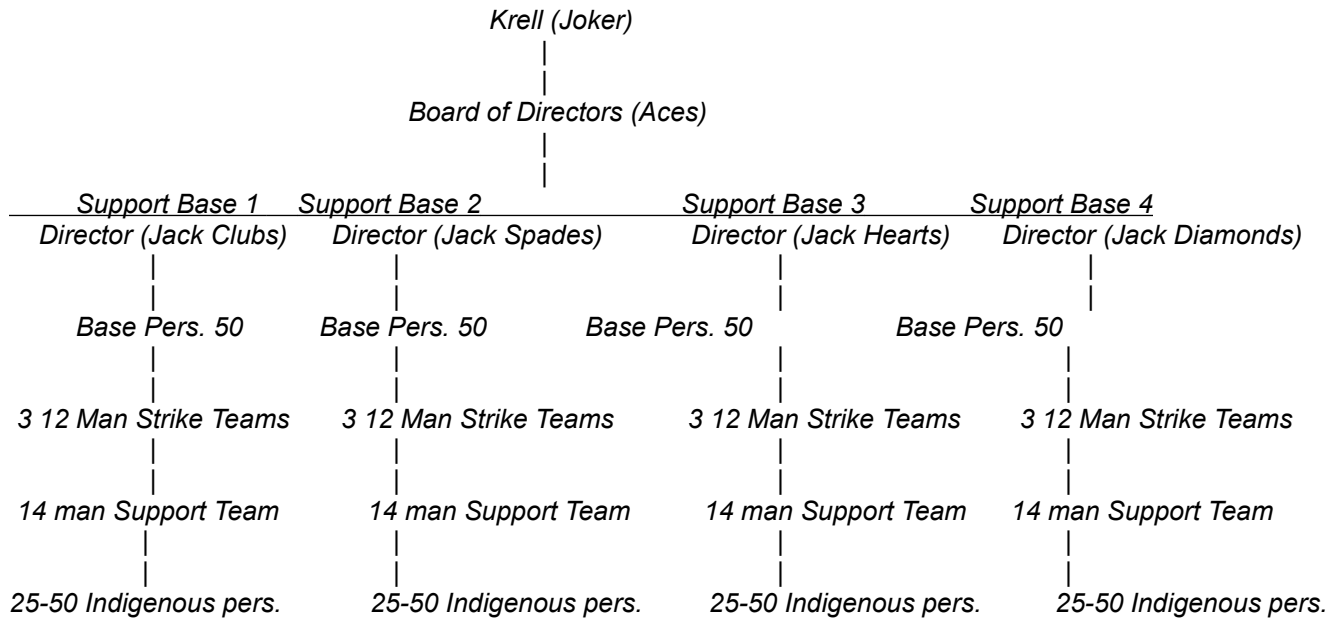 Krell (Joker)
Board of Directors (Aces)
Support Base 1 Support Base 2 Support Base 3 Support Base 4
Director (Jack Clubs) Director (Jack Spades) Director (Jack Hearts) Director (Jack Diamonds)
Base Pers. 50 Base Pers. 50 Base Pers. 50 Base Pers. 50
3 12 Man Strike Teams 3 12 Man Strike Teams 3 12 Man Strike Teams 3 12 Man Strike Teams
14 man Support Team 14 man Support Team 14 man Support Team 14 man Support Team
25-50 Indigenous pers. 25-50 Indigenous pers. 25-50 Indigenous pers. 25-50 Indigenous pers.